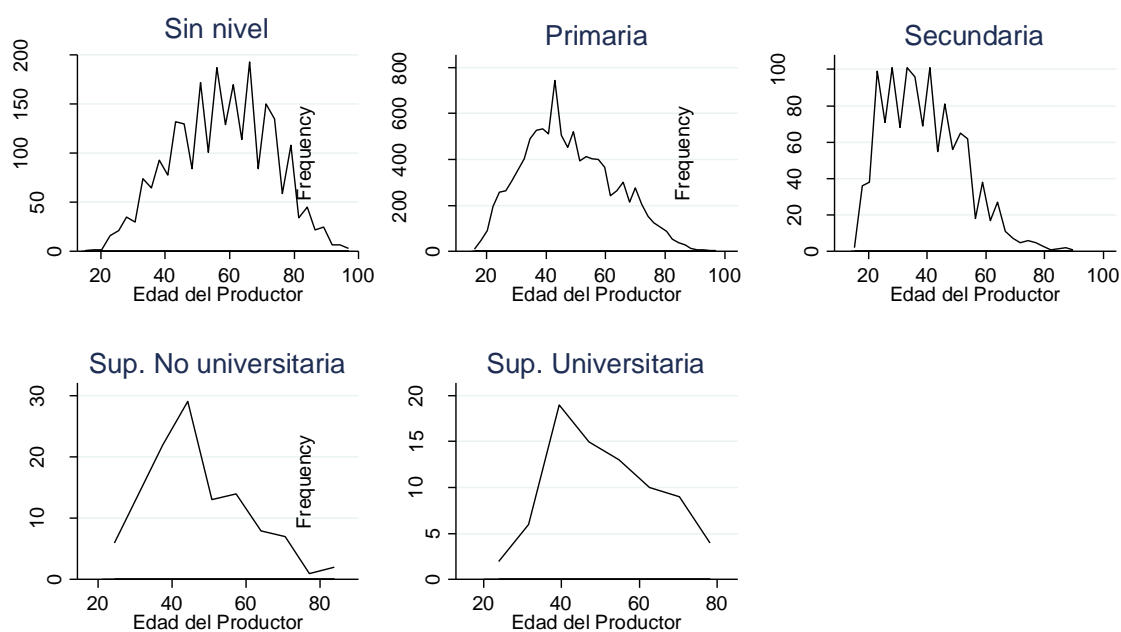 Sin nivel
200
150
100
50
0
20 40 60 80 100
Edad del Productor
Frequency
Primaria
800
600
400
200
0
20 40 60 80 100
Edad del Productor
Frequency
Secundaria
100
80
60
40
20
0
20 40 60 80 100
Edad del Productor
Sup. No universitaria
30
20
10
0
20 40 60 80
Edad del Productor
Frequency
Sup. Universitaria
20
15
10
5
0
20 40 60 80
Edad del Productor